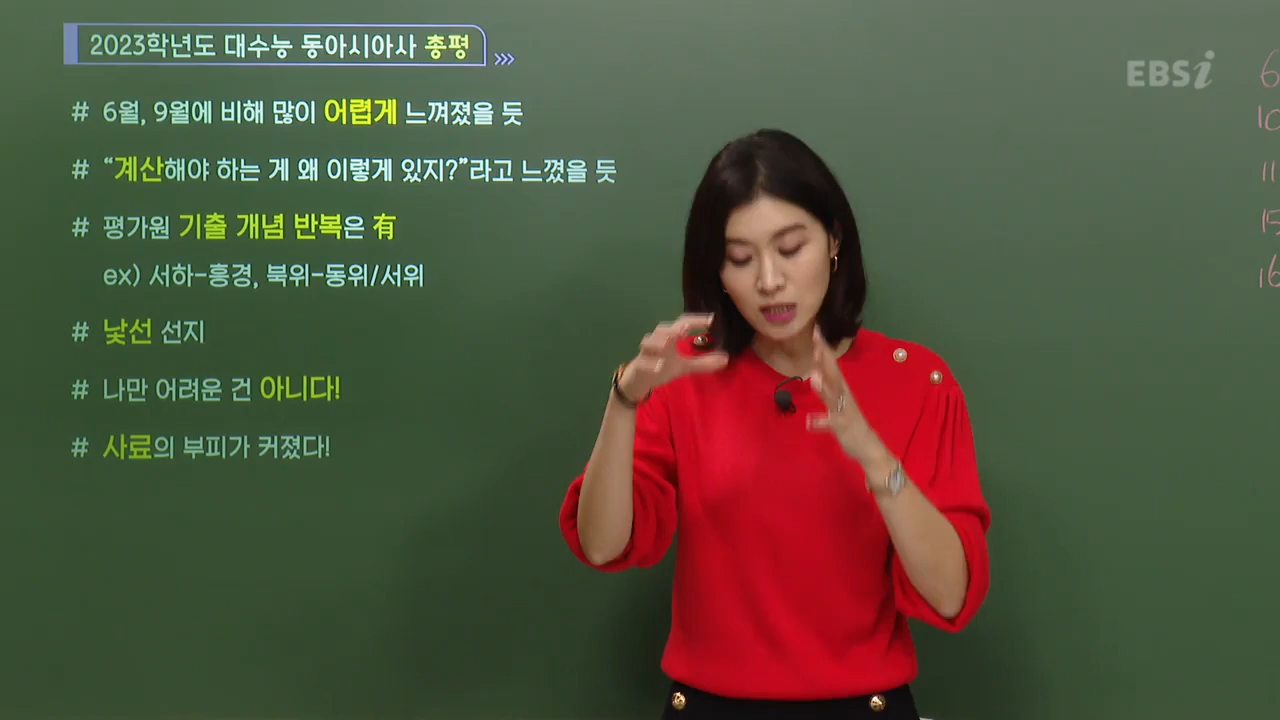 2023학년도 대수능 동아시아사 총평
EBSi
# 6월, 9월에 비해 많이 어렵게 느껴졌을 듯
# “계산해야 하는 게 왜 이렇게 있지?”라고 느꼈을 듯
# 평가원 기출 개념 반복은 有
ex) 서하-흥경, 북위-동위/서위
# 낯선 선지
# 나만 어려운 건 아니다!
# 사료의 부피가 커졌다!
6
10
11
15
16